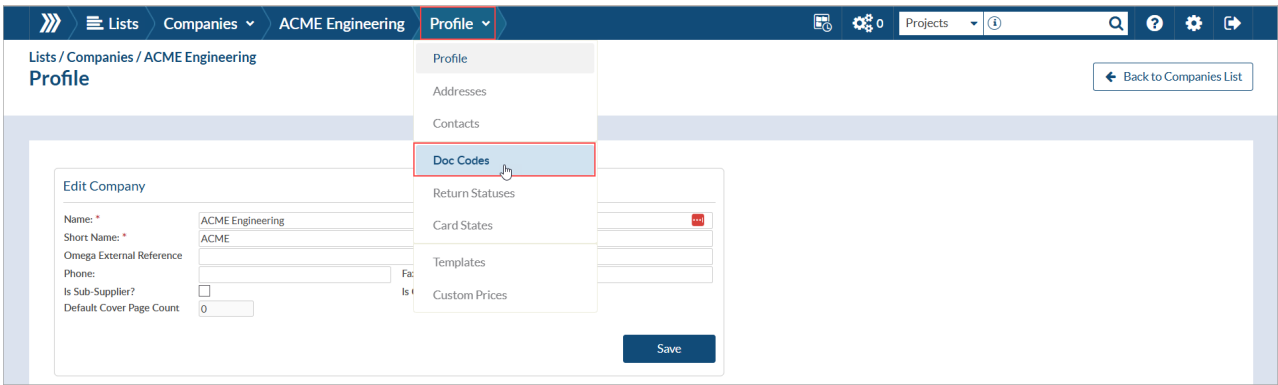 Lists Companies ACME Engineering Profile 0 Projects
Lists / Companies / ACME Engineering
Profile
Back to Companies List
Profile
Addresses
Contacts
Doc Codes
Return Statuses
Card States
Templates
Custom Prices
Edit Company
Name: * ACME Engineering
Short Name: * ACME
Omega External Reference
Phone:
Is Sub-Supplier?
Default Cover Page Count 0
Save